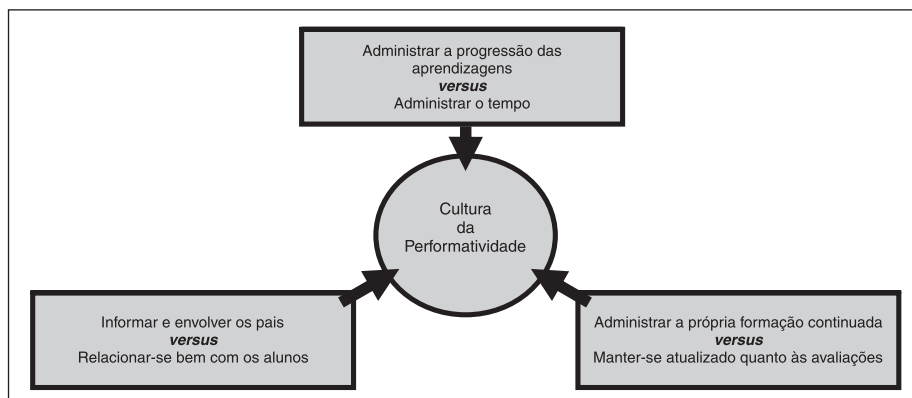 Administrar a progressão das
aprendizagens
versus
Administrar o tempo
Cultura
da
Performatividade
Informar e envolver os pais
versus
Relacionar-se bem com os alunos
Administrar a própria formação continuada
versus
Manter-se atualizado quanto às avaliações